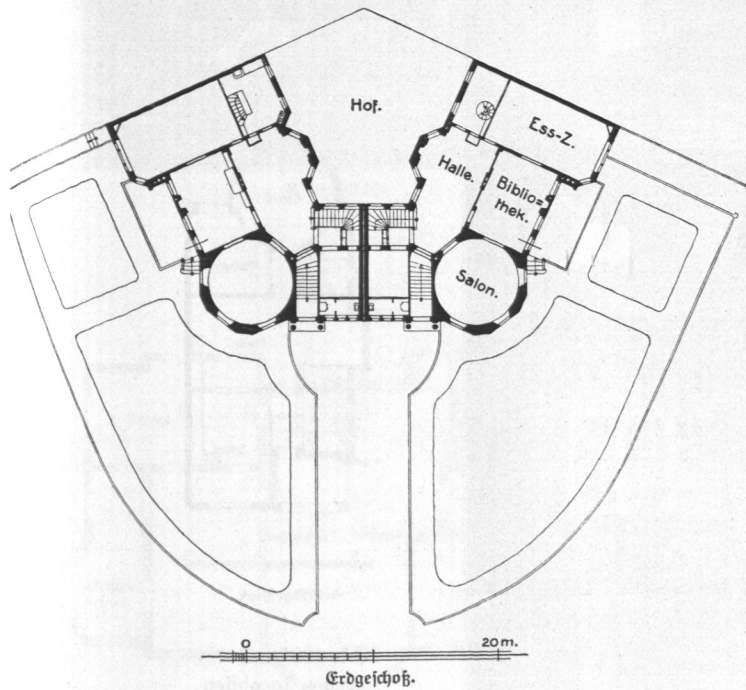 Hof.
Ess-Z.
Halle.
Biblio=
thek.
Salon.
0 20 m.
Erdgeschoß.